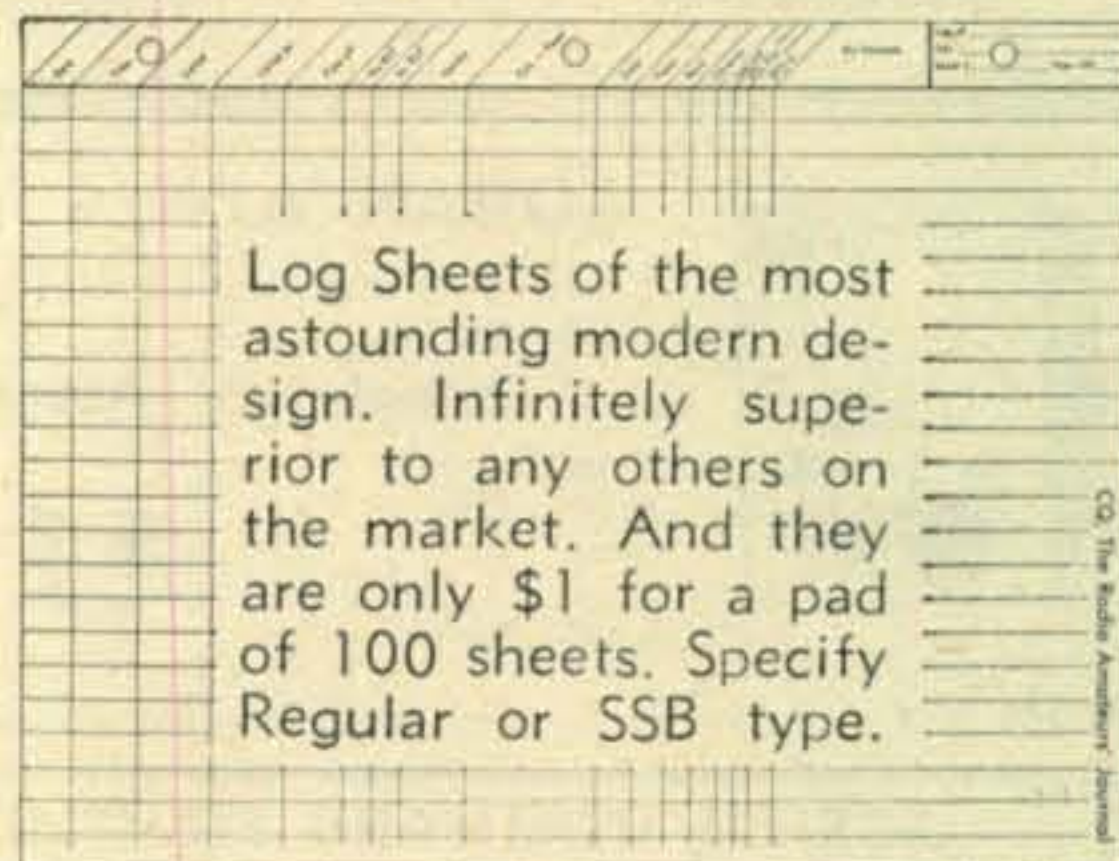 Log Sheets of the most
astounding modern de-
sign. Infinitely supe-
rior to any others on
the market. And they
are only $1 for a pad
of 100 sheets. Specify
Regular or SSB type.
CQ, The Radio Amateurs' Journal